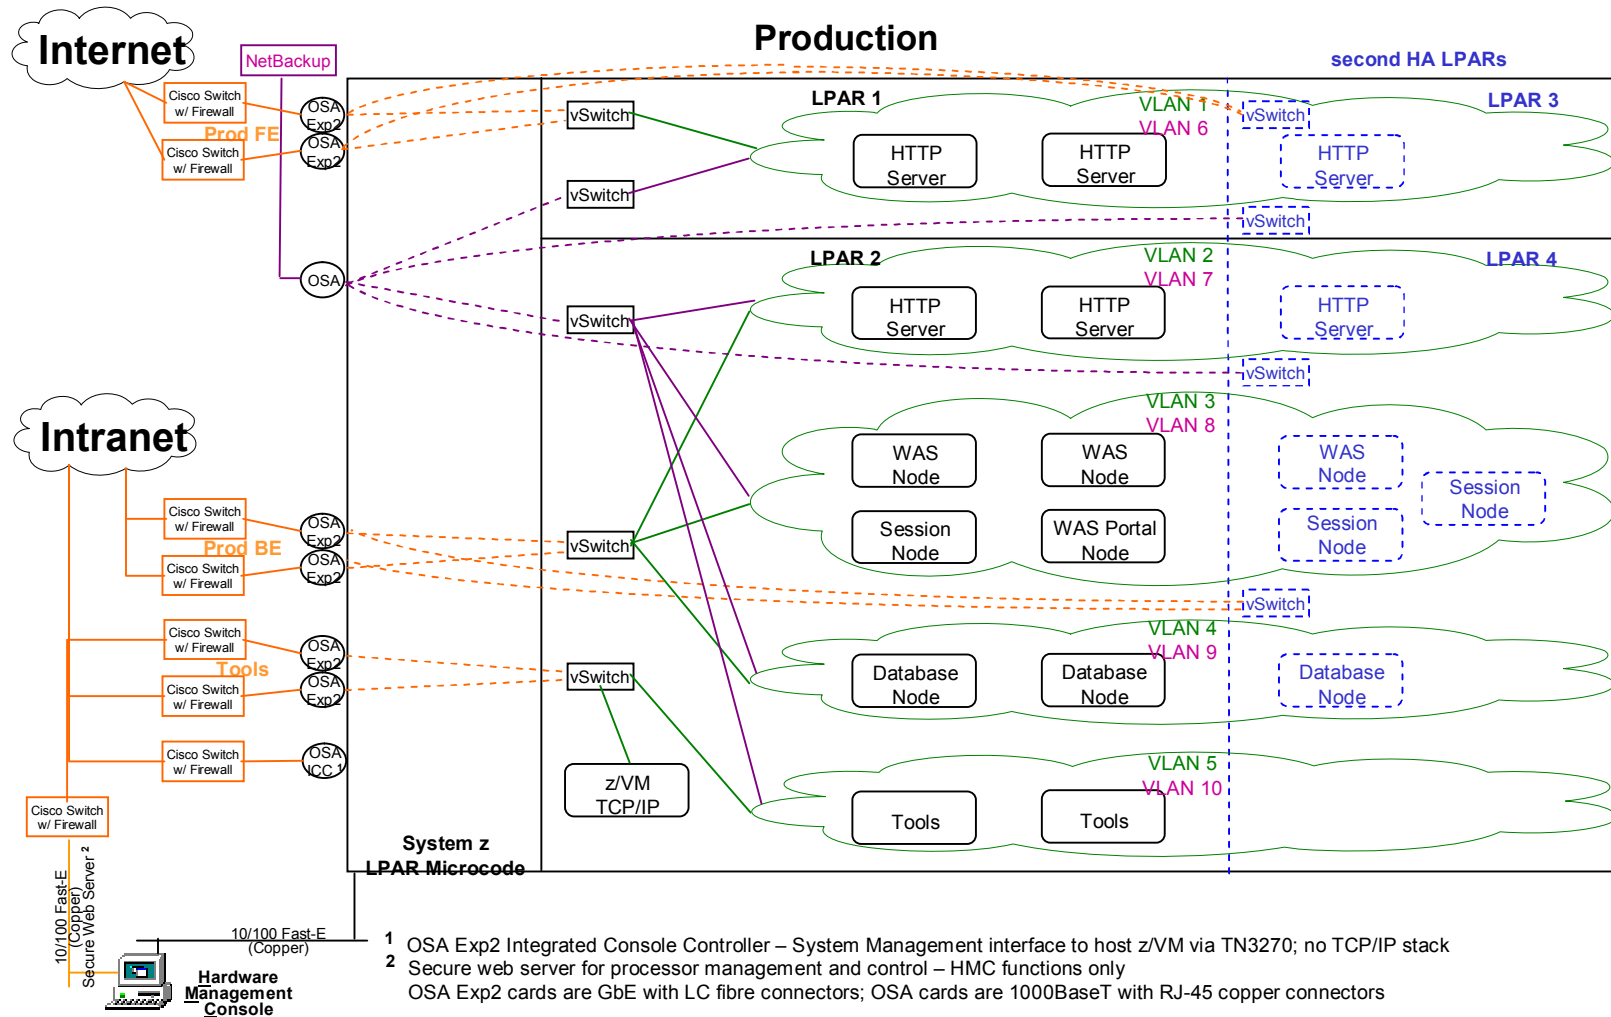 Production
Internet
NetBackup
second HA LPARs
Cisco Switch
w/ Firewall
OSA
Exp2
Prod FE
Cisco Switch
w/ Firewall
OSA
Exp2
vSwitch
LPAR 1
VLAN 1
VLAN 6
vSwitch
LPAR 3
HTTP
Server
HTTP
Server
HTTP
Server
vSwitch
vSwitch
OSA
LPAR 2
VLAN 2
VLAN 7
LPAR 4
vSwitch
HTTP
Server
HTTP
Server
HTTP
Server
vSwitch
Intranet
VLAN 3
VLAN 8
WAS
Node
WAS
Node
WAS
Node
Session
Node
Cisco Switch
w/ Firewall
OSA
Exp2
Prod BE
Cisco Switch
w/ Firewall
OSA
Exp2
vSwitch
Session
Node
WAS Portal
Node
Session
Node
vSwitch
Cisco Switch
w/ Firewall
OSA
Exp2
Tools
Cisco Switch
w/ Firewall
OSA
Exp2
vSwitch
VLAN 4
VLAN 9
Database
Node
Database
Node
Database
Node
Cisco Switch
w/ Firewall
OSA
ICC 1
z/VM
TCP/IP
VLAN 5
VLAN 10
Tools
Tools
Cisco Switch
w/ Firewall
System z
LPAR Microcode
10/100 Fast-E
(Copper)
Secure Web Server 2
10/100 Fast-E
(Copper)
Hardware
Management
Console
1 OSA Exp2 Integrated Console Controller – System Management interface to host z/VM via TN3270; no TCP/IP stack
2 Secure web server for processor management and control – HMC functions only
OSA Exp2 cards are GbE with LC fibre connectors; OSA cards are 1000BaseT with RJ-45 copper connectors